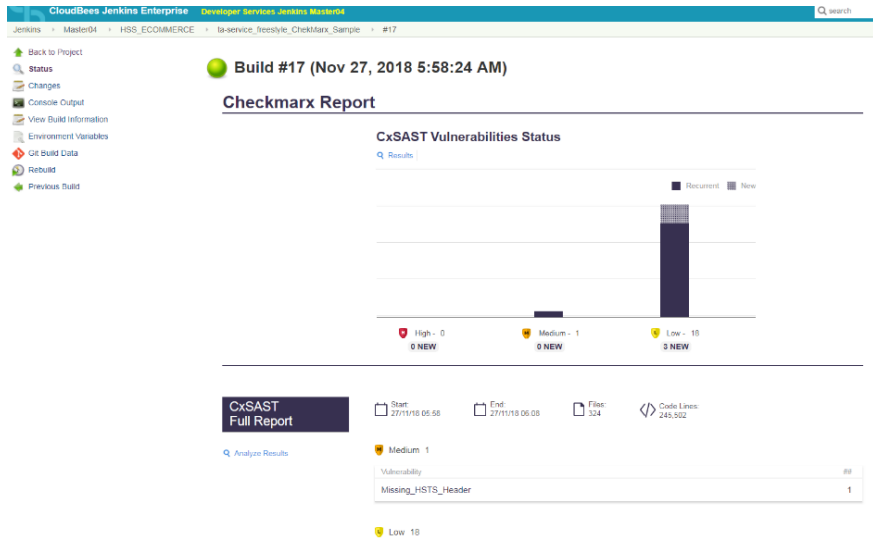 CloudBees Jenkins Enterprise Developer Services Jenkins Master04
search
Jenkins Master04 HSS_ECOMMERCE ta-service_freestyle_ChekMarx_Sample #17
Back to Project
Status
Changes
Console Output
View Build Information
Environment Variables
Git Build Data
Rebuild
Previous Build
Build #17 (Nov 27, 2018 5:58:24 AM)
Checkmarx Report
CxSAST Vulnerabilities Status
Results
Recurrent New
High - 0 Medium - 1 Low - 18
0 NEW 0 NEW 3 NEW
CxSAST
Full Report
Analyze Results
Start: End: Files: Code Lines:
27/11/18 05:58 27/11/18 06:08 324 245,502
Medium 1
Vulnerability ##
Missing_HSTS_Header 1
Low 18